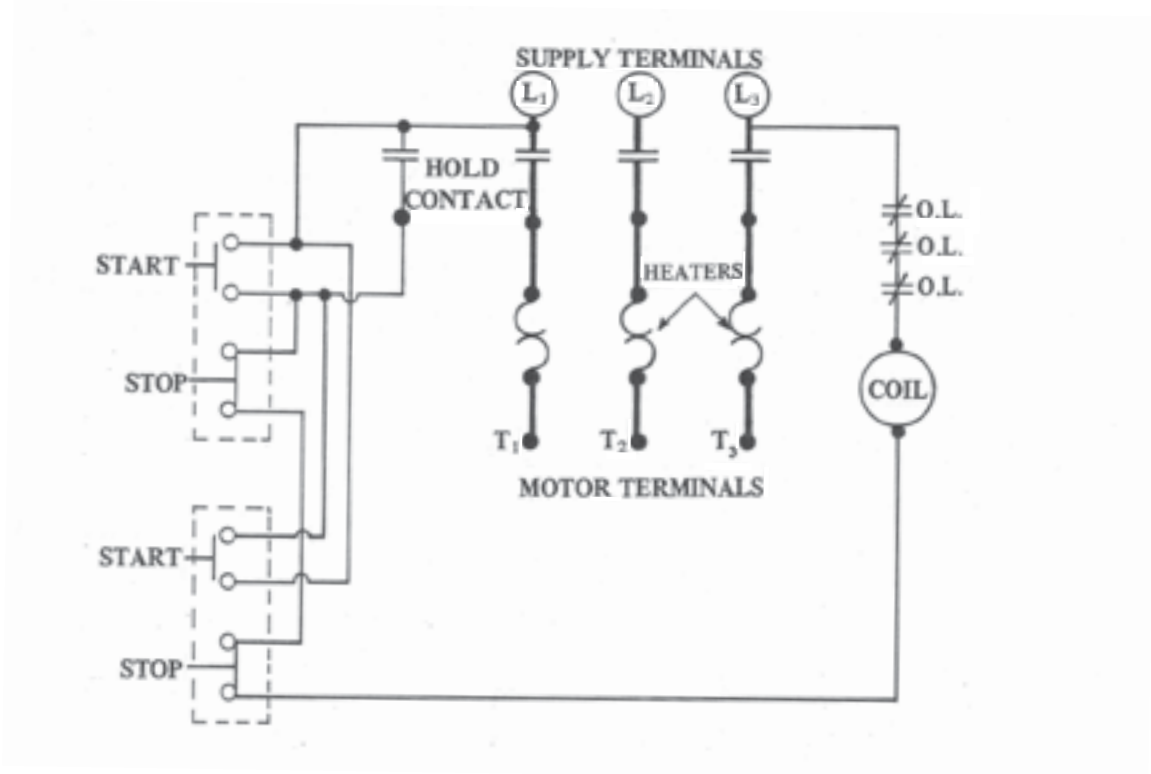 SUPPLY TERMINALS
L₁ L₂ L₃
HOLD
CONTACT
O.L.
O.L.
O.L.
START
HEATERS
STOP
COIL
T₁ T₂ T₃
MOTOR TERMINALS
START
STOP